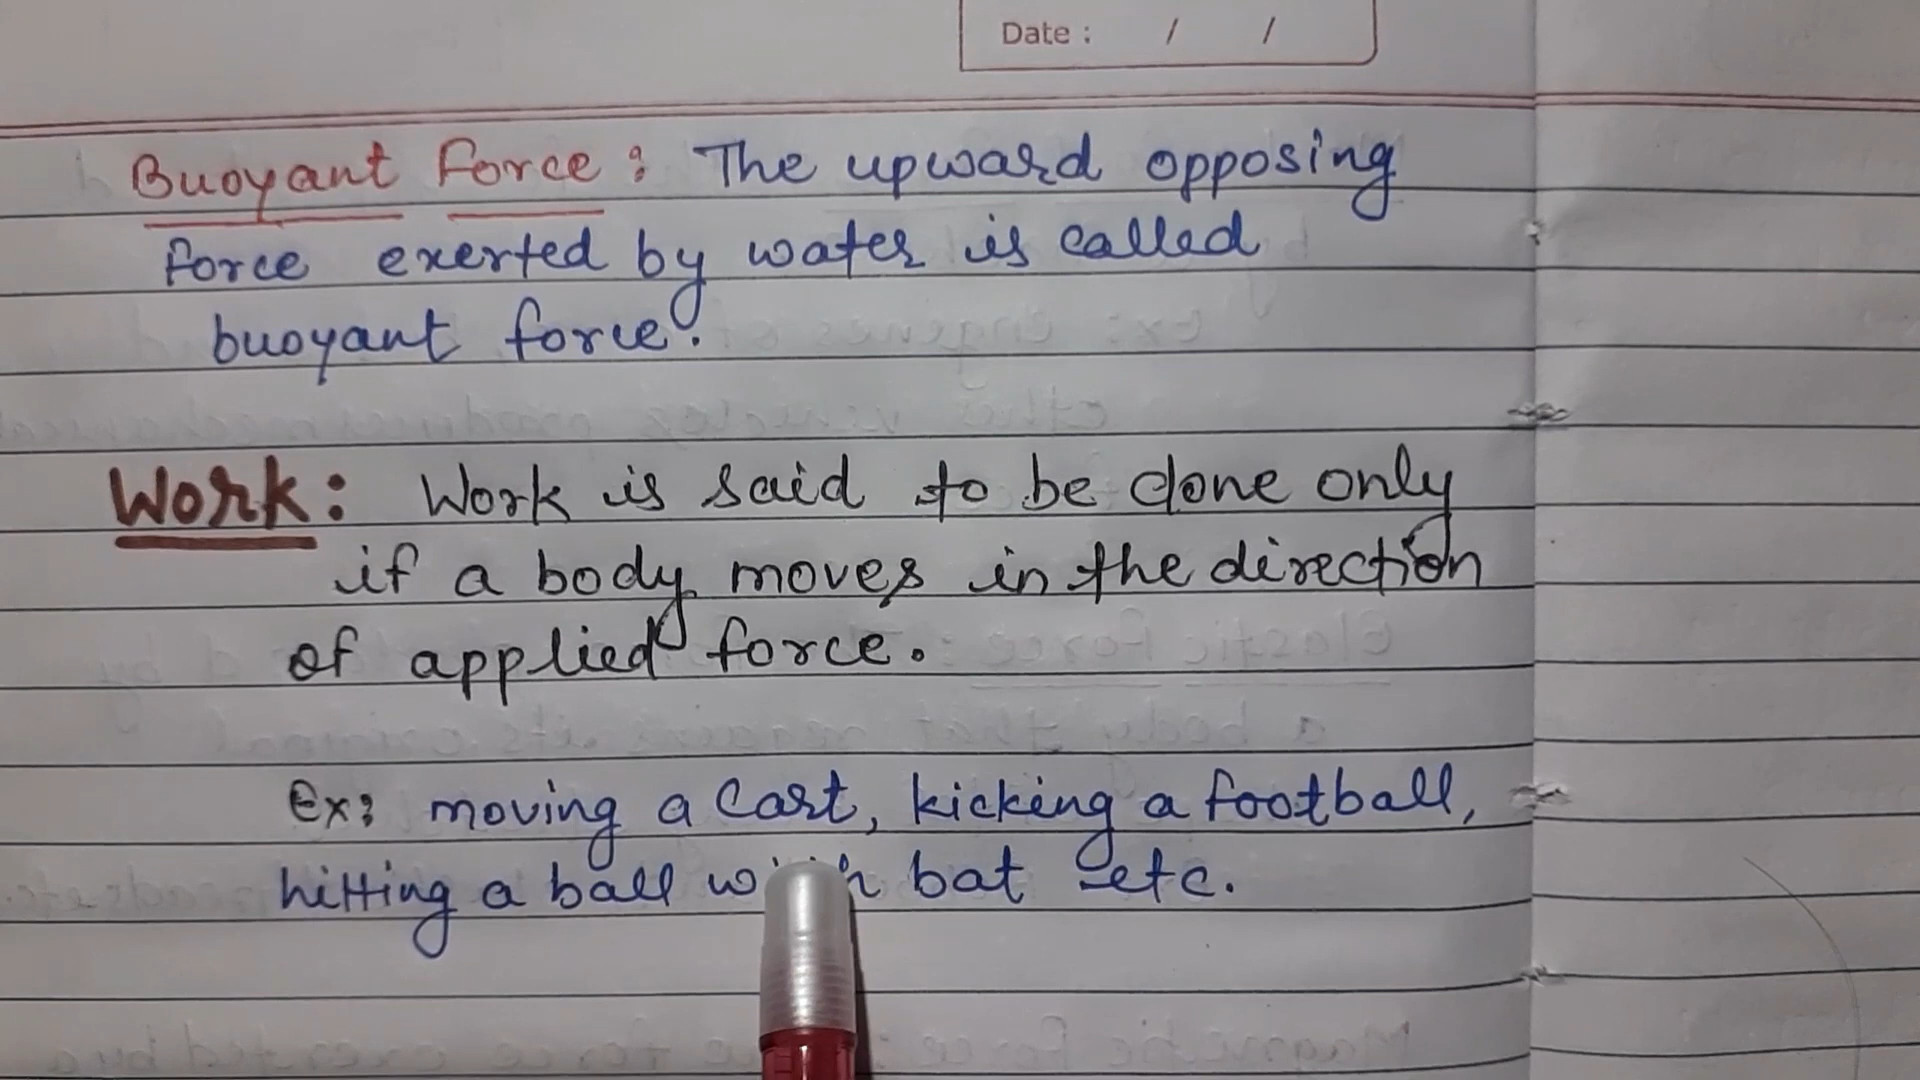 Date : / /
Buoyant Force : The upward opposing
force exerted by water is called
buoyant force.
Work : Work is said to be done only
if a body moves in the direction
of applied force.
Ex : moving a Cart, kicking a football,
hitting a ball with bat etc.